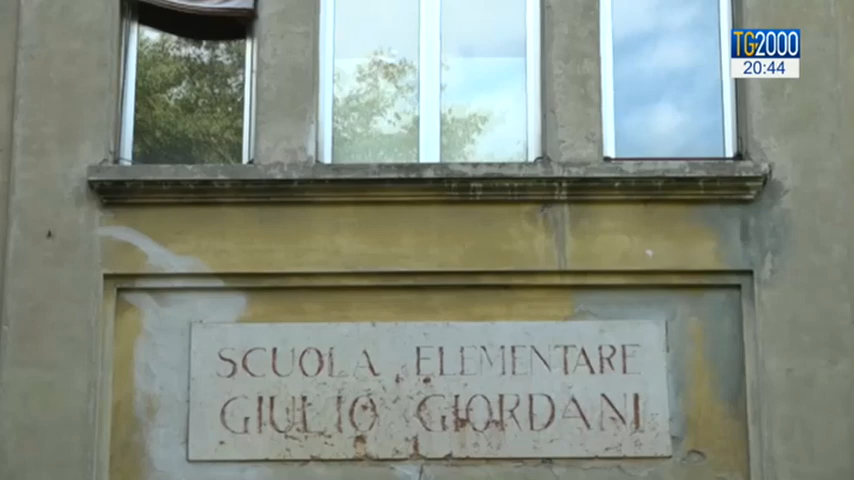 TG2000
20:44
SCUOLA ELEMENTARE
GIULIO GIORDANI